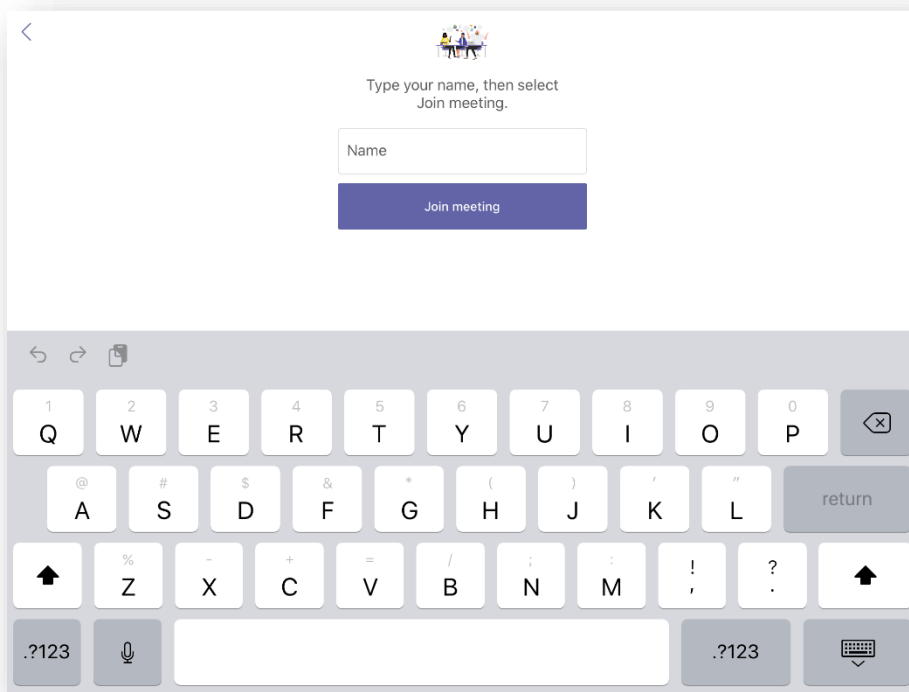 Type your name, then select
Join meeting.
Name
Join meeting
1 2 3 4 5 6 7 8 9 0
Q W E R T Y U I O P
@ # $ & * ( ) ' "
A S D F G H J K L return
% - + = / ; : ! ?
Z X C V B N M , .
.?123 .?123